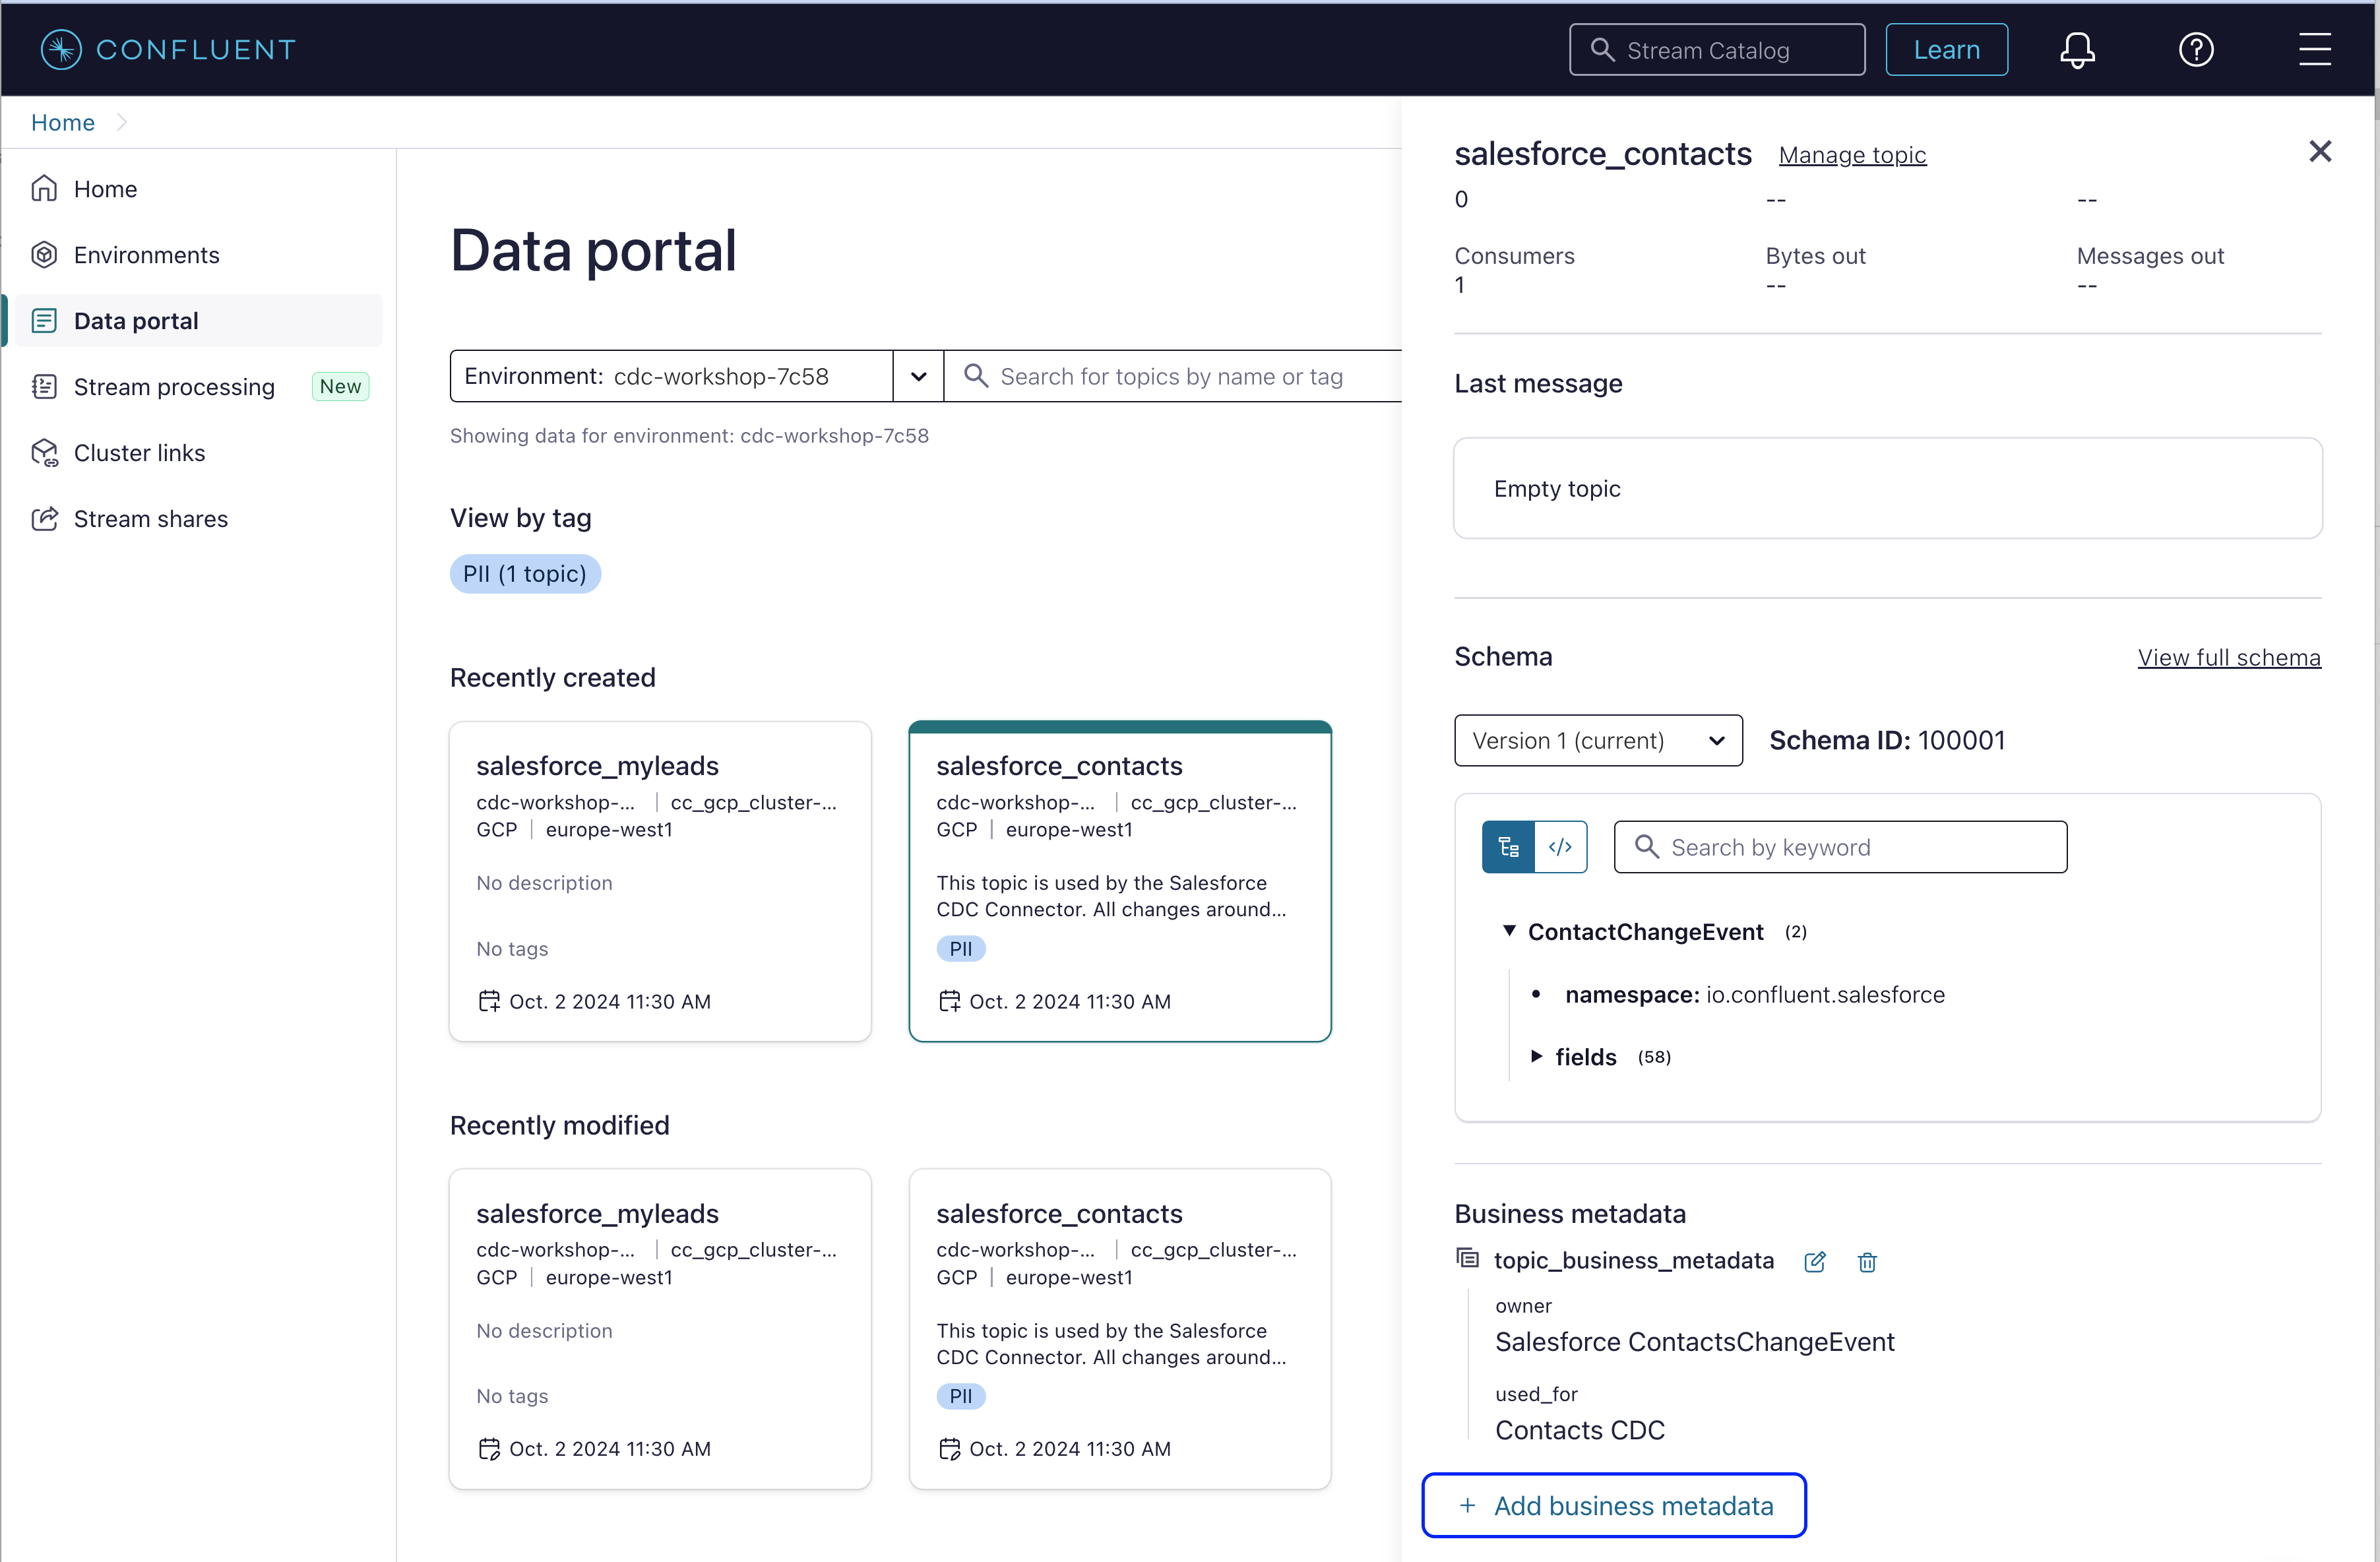 CONFLUENT
Stream Catalog
Learn
Home
Home
Environments
Data portal
Stream processing New
Cluster links
Stream shares
Data portal
Environment: cdc-workshop-7c58
Search for topics by name or tag
Showing data for environment: cdc-workshop-7c58
View by tag
PII (1 topic)
Recently created
salesforce_myleads
cdc-workshop-... | cc_gcp_cluster-...
GCP | europe-west1
No description
No tags
Oct. 2 2024 11:30 AM
salesforce_contacts
cdc-workshop-... | cc_gcp_cluster-...
GCP | europe-west1
This topic is used by the Salesforce
CDC Connector. All changes around...
PII
Oct. 2 2024 11:30 AM
Recently modified
salesforce_myleads
cdc-workshop-... | cc_gcp_cluster-...
GCP | europe-west1
No description
No tags
Oct. 2 2024 11:30 AM
salesforce_contacts
cdc-workshop-... | cc_gcp_cluster-...
GCP | europe-west1
This topic is used by the Salesforce
CDC Connector. All changes around...
PII
Oct. 2 2024 11:30 AM
salesforce_contacts Manage topic
0 -- --
Consumers Bytes out Messages out
1 -- --
Last message
Empty topic
Schema View full schema
Version 1 (current) Schema ID: 100001
</> Search by keyword
ContactChangeEvent (2)
namespace: io.confluent.salesforce
fields (58)
Business metadata
topic_business_metadata
owner
Salesforce ContactsChangeEvent
used_for
Contacts CDC
+ Add business metadata